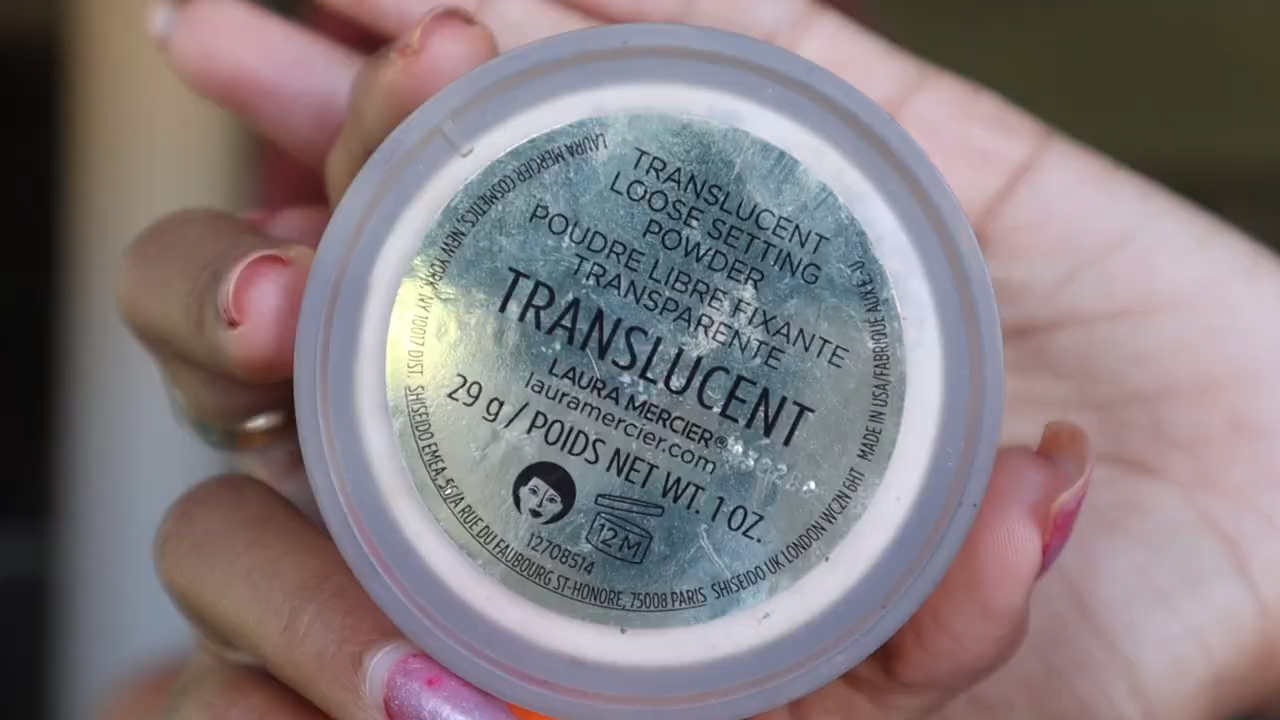 TRANSLUCENT
LOOSE SETTING
POWDER
POUDRE LIBRE FIXANTE
TRANSPARENTE
TRANSLUCENT
LAURA MERCIER®
lauramercier.com
29 g / POIDS NET WT. 1 OZ.
12M
12708514
LAURA MERCIER COSMETICS, NEW YORK, NY 10017 DIST. SHISEIDO EMEA, 56/A RUE DU FAUBOURG ST-HONORE, 75008 PARIS SHISEIDO UK LONDON WC2N 6HT MADE IN USA/FABRIQUÉ AUX É-U.